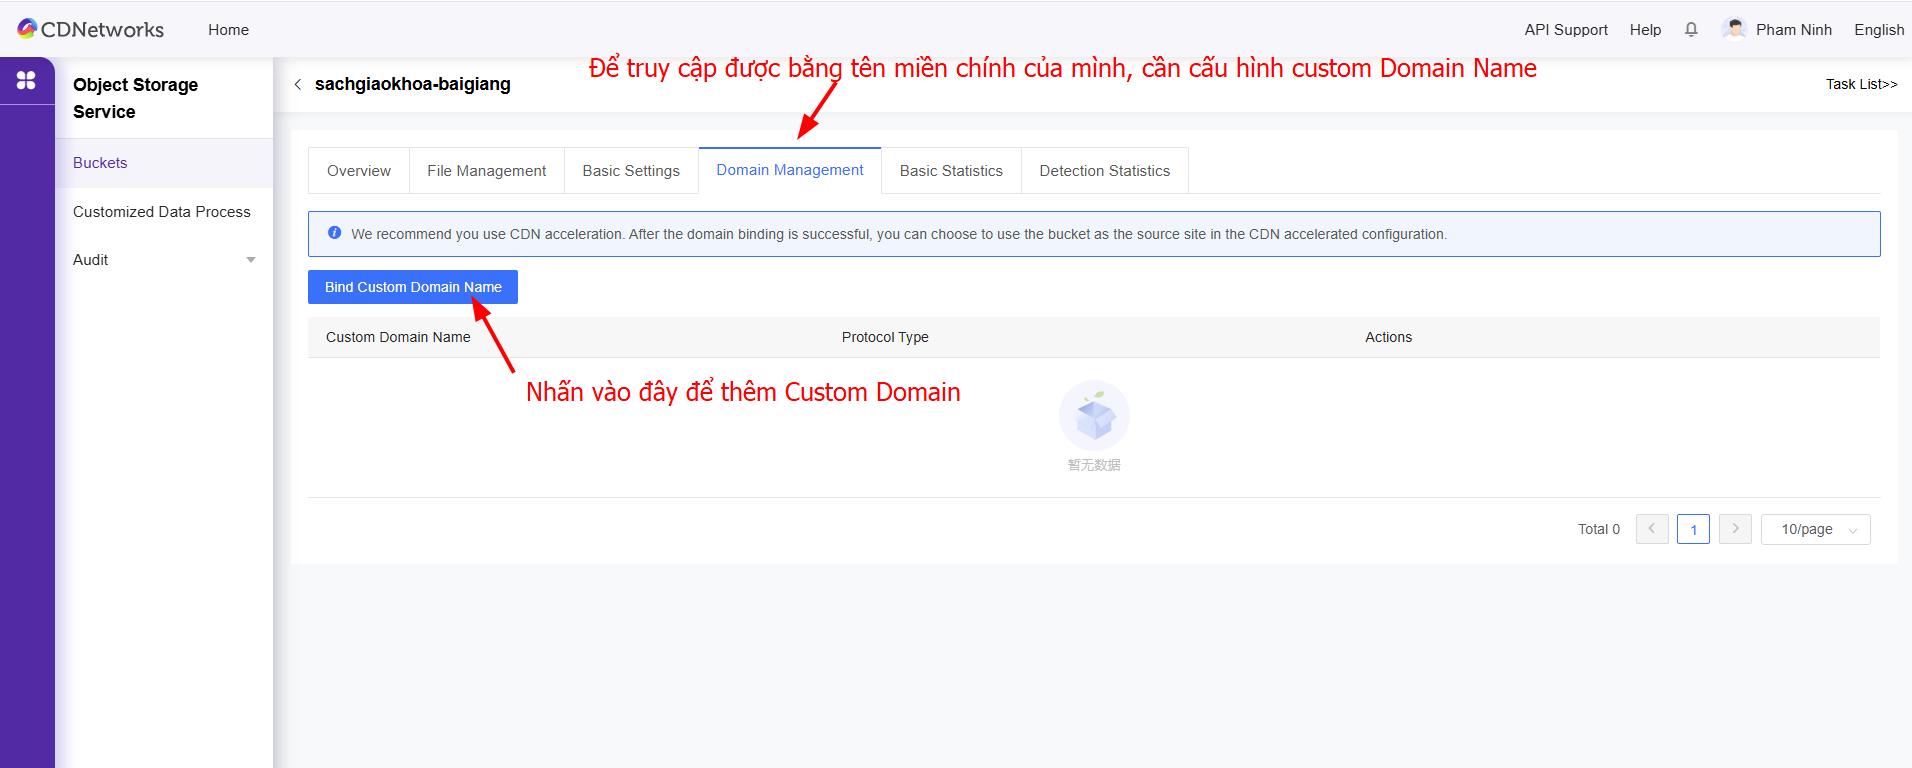 CDNetworks
Home
API Support
Help
Pham Ninh
English
Object Storage
Service
Buckets
Customized Data Process
Audit
sachgiaokhoa-baigiang
Để truy cập được bằng tên miền chính của mình, cần cấu hình custom Domain Name
Task List>>
Overview
File Management
Basic Settings
Domain Management
Basic Statistics
Detection Statistics
We recommend you use CDN acceleration. After the domain binding is successful, you can choose to use the bucket as the source site in the CDN accelerated configuration.
Bind Custom Domain Name
Custom Domain Name
Protocol Type
Actions
Nhấn vào đây để thêm Custom Domain
暂无数据
Total 0
1
10/page